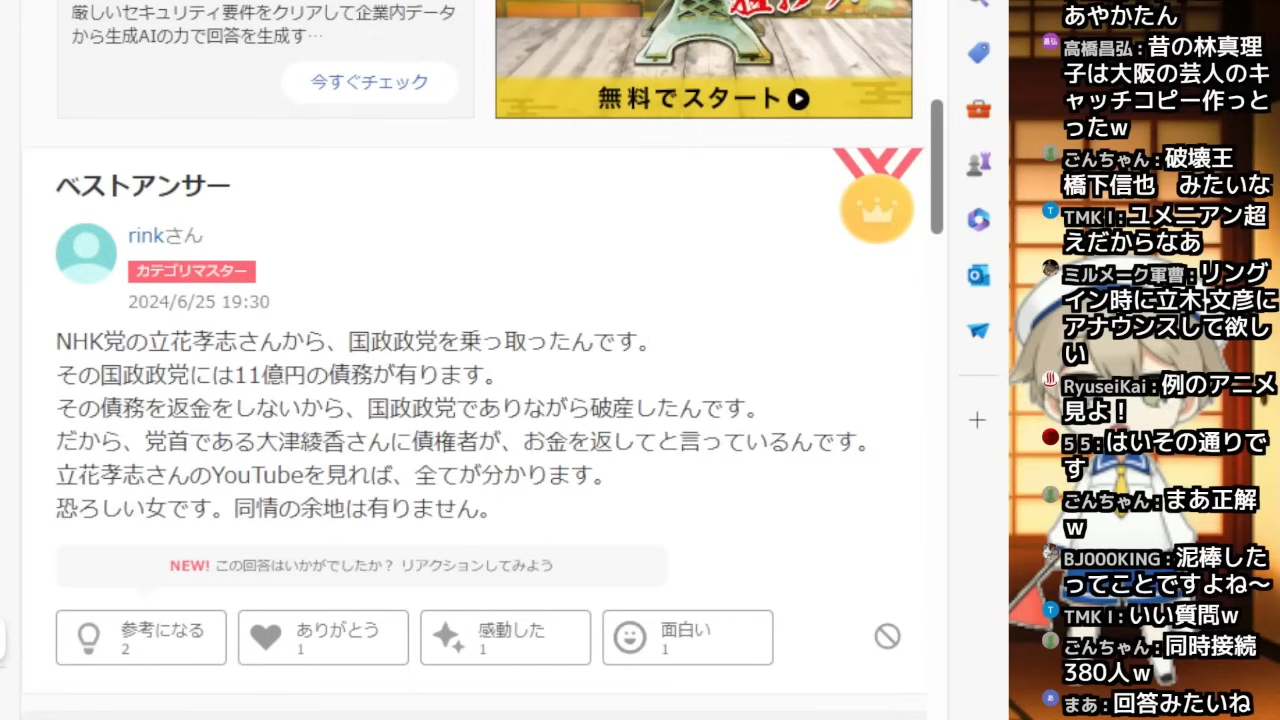 厳しいセキュリティ要件をクリアして企業内データ
から生成AIの力で回答を生成す…
今すぐチェック
無料でスタート
ベストアンサー
rinkさん
カテゴリマスター
2024/6/25 19:30
NHK党の立花孝志さんから、国政政党を乗っ取ったんです。
その国政政党には11億円の債務が有ります。
その債務を返金をしないから、国政政党でありながら破産したんです。
だから、党首である大津綾香さんに債権者が、お金を返してと言っているんです。
立花孝志さんのYouTubeを見れば、全てが分かります。
恐ろしい女です。同情の余地は有りません。
NEW! この回答はいかがでしたか？ リアクションしてみよう
参考になる
2
ありがとう
1
感動した
1
面白い
1
あやかたん
高橋昌弘 : 昔の林真理
子は大阪の芸人のキ
ャッチコピー作っと
ったw
ごんちゃん : 破壊王
橋下信也　みたいな
TMK I : ユメニアン超
えだからなあ
ミルメーク軍曹 : リング
イン時に立木 文彦に
アナウンスして欲し
い
RyuseiKai : 例のアニメ
見よ！
5 5 : はいその通りで
す
ごんちゃん : まあ正解
w
BJ000KING : 泥棒した
ってことですよね〜
TMK I : いい質問w
ごんちゃん : 同時接続
380人w
まあ : 回答みたいね